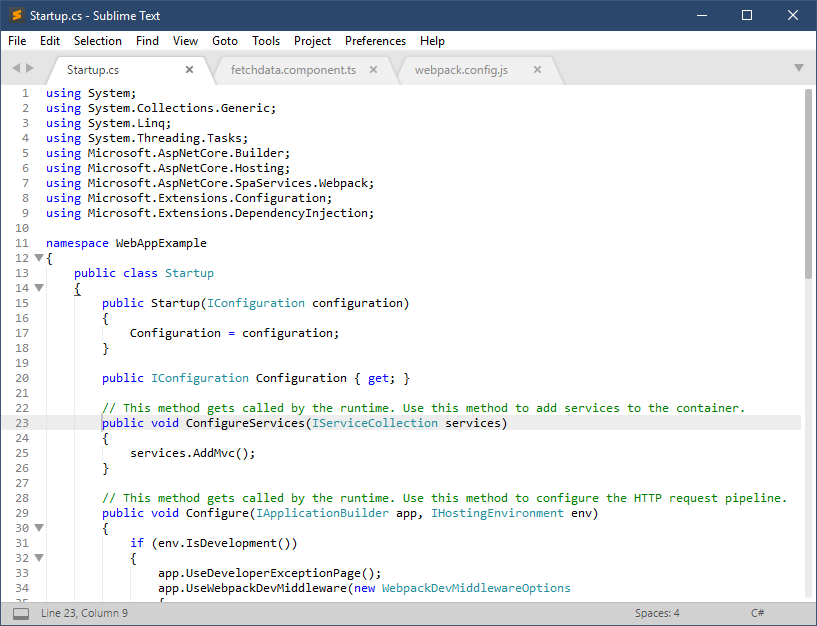 Startup.cs - Sublime Text
File Edit Selection Find View Goto Tools Project Preferences Help
Startup.cs fetchdata.component.ts webpack.config.js
1 using System;
2 using System.Collections.Generic;
3 using System.Linq;
4 using System.Threading.Tasks;
5 using Microsoft.AspNetCore.Builder;
6 using Microsoft.AspNetCore.Hosting;
7 using Microsoft.AspNetCore.SpaServices.Webpack;
8 using Microsoft.Extensions.Configuration;
9 using Microsoft.Extensions.DependencyInjection;
10
11 namespace WebAppExample
12 {
13     public class Startup
14     {
15         public Startup(IConfiguration configuration)
16         {
17             Configuration = configuration;
18         }
19
20         public IConfiguration Configuration { get; }
21
22         // This method gets called by the runtime. Use this method to add services to the container.
23         public void ConfigureServices(IServiceCollection services)
24         {
25             services.AddMvc();
26         }
27
28         // This method gets called by the runtime. Use this method to configure the HTTP request pipeline.
29         public void Configure(IApplicationBuilder app, IHostingEnvironment env)
30         {
31             if (env.IsDevelopment())
32             {
33                 app.UseDeveloperExceptionPage();
34                 app.UseWebpackDevMiddleware(new WebpackDevMiddlewareOptions
35                 {
Line 23, Column 9 Spaces: 4 C#